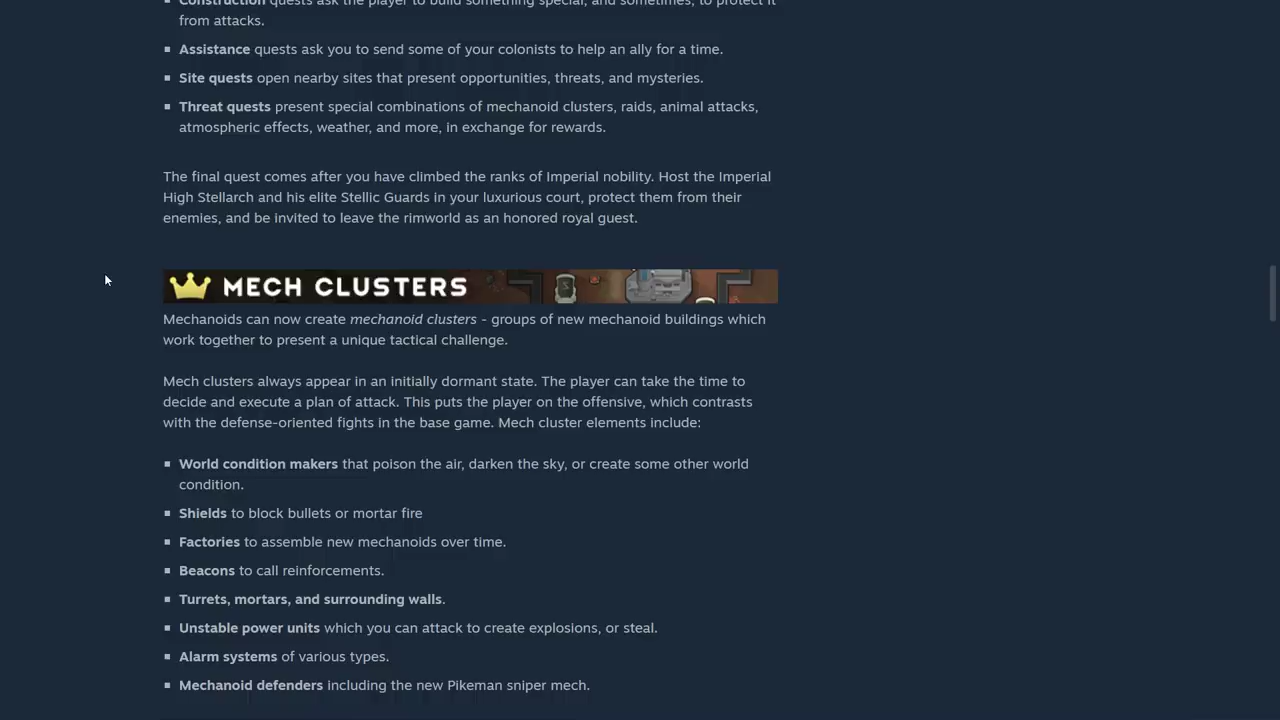 Construction quests ask the player to build something special, and sometimes, to protect it
from attacks.
Assistance quests ask you to send some of your colonists to help an ally for a time.
Site quests open nearby sites that present opportunities, threats, and mysteries.
Threat quests present special combinations of mechanoid clusters, raids, animal attacks,
atmospheric effects, weather, and more, in exchange for rewards.
The final quest comes after you have climbed the ranks of Imperial nobility. Host the Imperial
High Stellarch and his elite Stellic Guards in your luxurious court, protect them from their
enemies, and be invited to leave the rimworld as an honored royal guest.
MECH CLUSTERS
Mechanoids can now create mechanoid clusters - groups of new mechanoid buildings which
work together to present a unique tactical challenge.
Mech clusters always appear in an initially dormant state. The player can take the time to
decide and execute a plan of attack. This puts the player on the offensive, which contrasts
with the defense-oriented fights in the base game. Mech cluster elements include:
World condition makers that poison the air, darken the sky, or create some other world
condition.
Shields to block bullets or mortar fire
Factories to assemble new mechanoids over time.
Beacons to call reinforcements.
Turrets, mortars, and surrounding walls.
Unstable power units which you can attack to create explosions, or steal.
Alarm systems of various types.
Mechanoid defenders including the new Pikeman sniper mech.